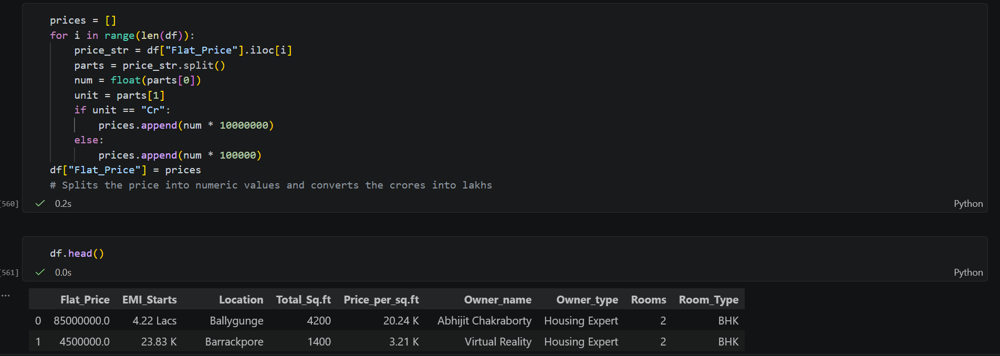 prices = []
for i in range(len(df)):
    price_str = df["Flat_Price"].iloc[i]
    parts = price_str.split()
    num = float(parts[0])
    unit = parts[1]
    if unit == "Cr":
        prices.append(num * 10000000)
    else:
        prices.append(num * 100000)
df["Flat_Price"] = prices
# Splits the price into numeric values and converts the crores into lakhs
[560] 0.2s Python
df.head()
[561] 0.0s Python
... Flat_Price EMI_Starts Location Total_Sq.ft Price_per_sq.ft Owner_name Owner_type Rooms Room_Type
0 85000000.0 4.22 Lacs Ballygunge 4200 20.24 K Abhijit Chakraborty Housing Expert 2 BHK
1 4500000.0 23.83 K Barrackpore 1400 3.21 K Virtual Reality Housing Expert 2 BHK